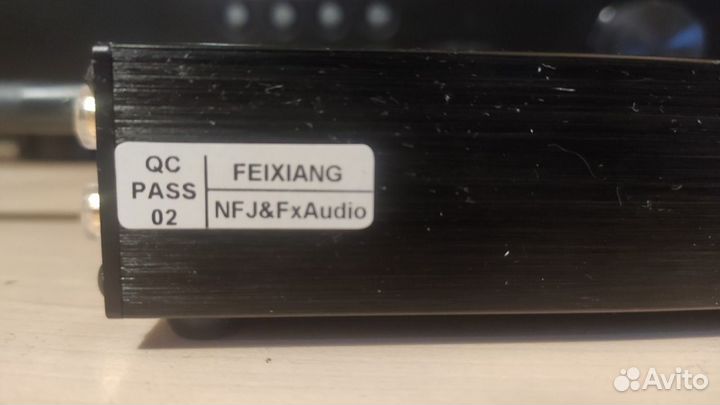 QC
PASS
02
FEIXIANG
NFJ&FxAudio
Avito